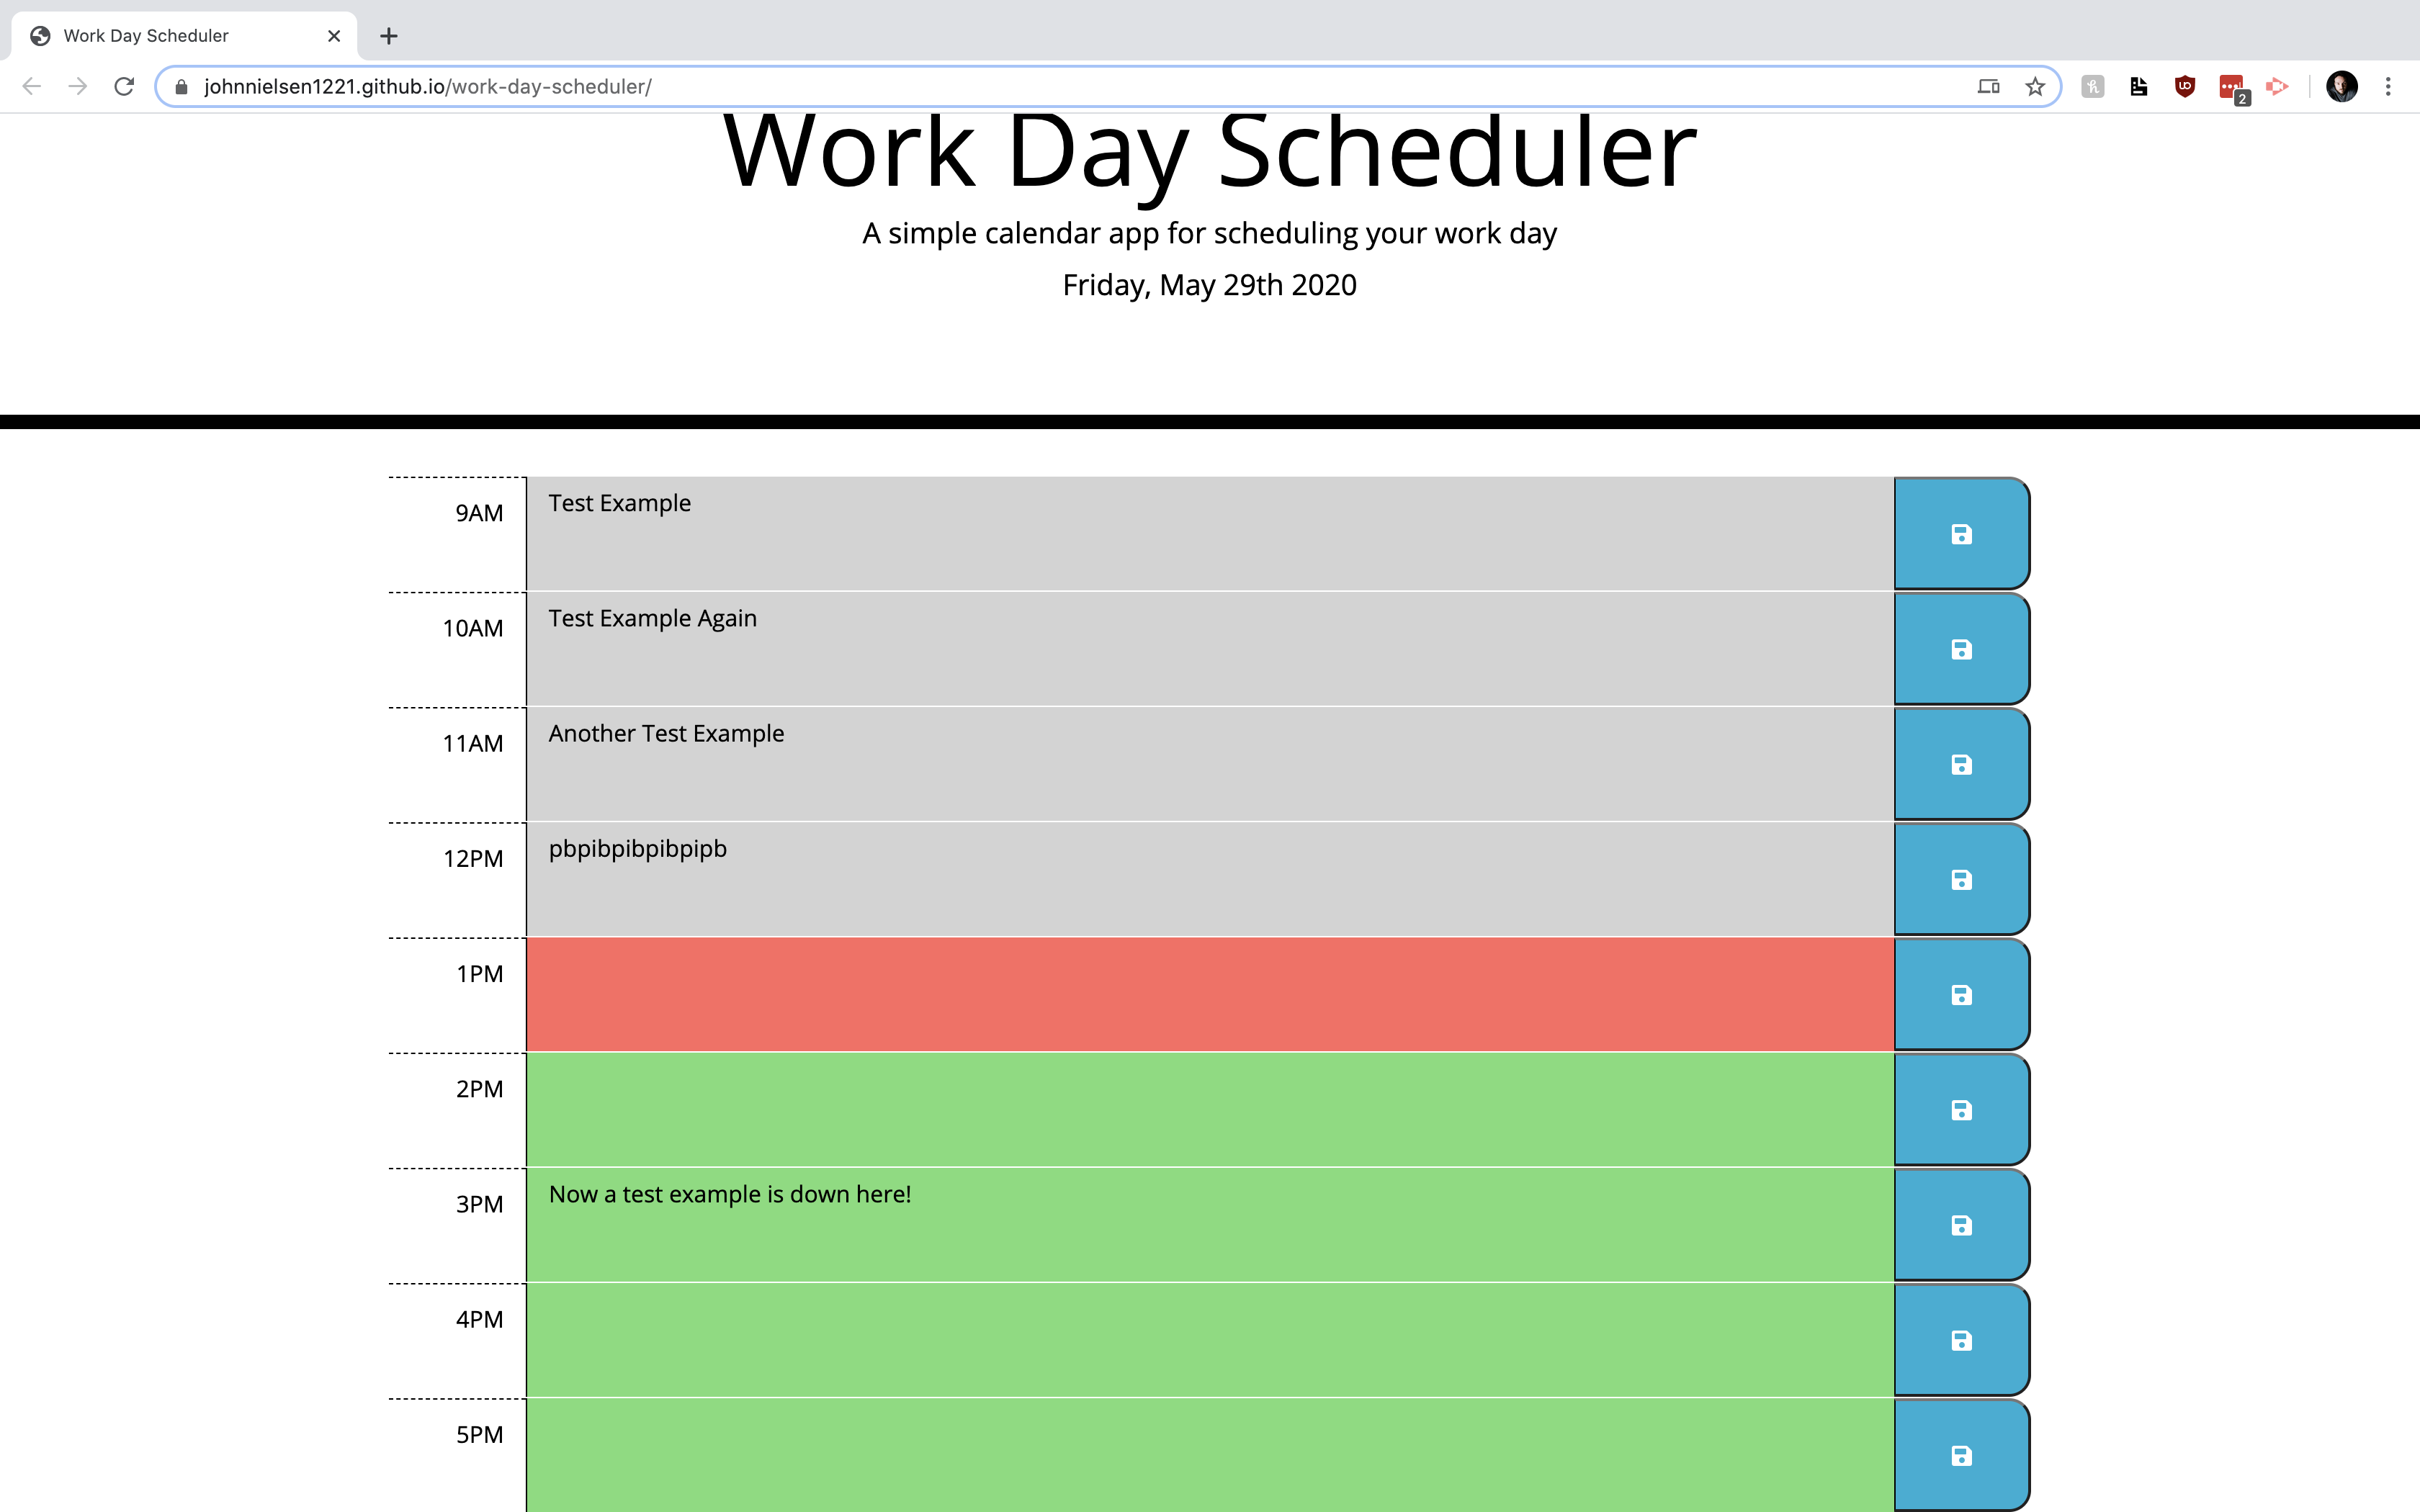 Work Day Scheduler
johnnielsen1221.github.io/work-day-scheduler/
2
Work Day Scheduler
A simple calendar app for scheduling your work day
Friday, May 29th 2020
9AM Test Example
10AM Test Example Again
11AM Another Test Example
12PM pbpibpibpibpipb
1PM
2PM
3PM Now a test example is down here!
4PM
5PM